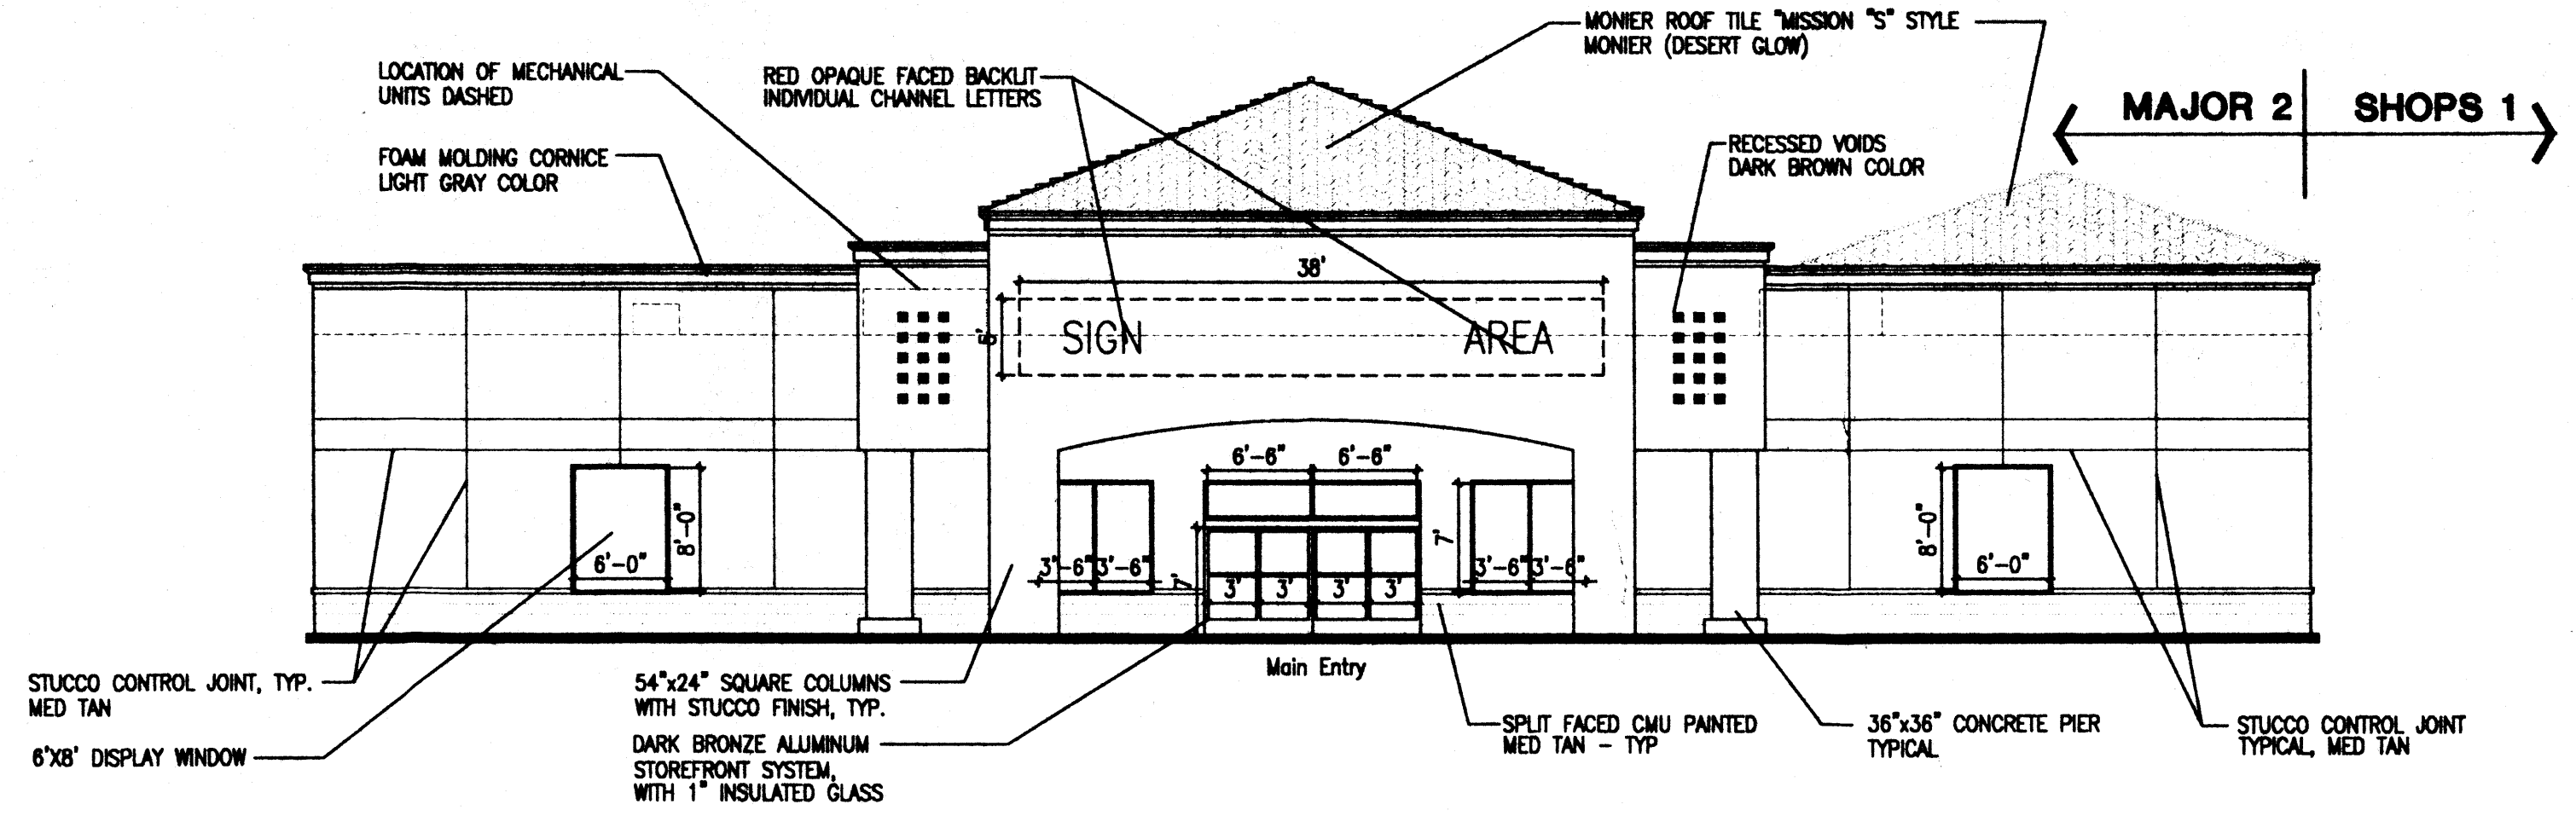 MONIER ROOF TILE "MISSION "S" STYLE
MONIER (DESERT GLOW)
LOCATION OF MECHANICAL
UNITS DASHED
RED OPAQUE FACED BACKLIT
INDIVIDUAL CHANNEL LETTERS
MAJOR 2
SHOPS 1
FOAM MOLDING CORNICE
LIGHT GRAY COLOR
RECESSED VOIDS
DARK BROWN COLOR
38'
5'
SIGN
AREA
6'-6"
6'-6"
8'-0"
6'-0"
3'-6"
3'-6"
7'
3'
3'
3'
3'
7'
3'-6"
3'-6"
8'-0"
6'-0"
Main Entry
STUCCO CONTROL JOINT, TYP.
MED TAN
6'X8' DISPLAY WINDOW
54"x24" SQUARE COLUMNS
WITH STUCCO FINISH, TYP.
DARK BRONZE ALUMINUM
STOREFRONT SYSTEM,
WITH 1" INSULATED GLASS
SPLIT FACED CMU PAINTED
MED TAN - TYP
36"x36" CONCRETE PIER
TYPICAL
STUCCO CONTROL JOINT
TYPICAL, MED TAN